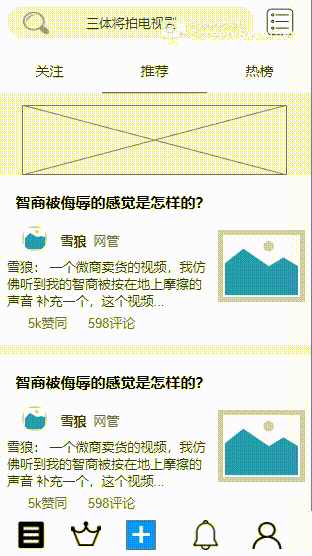 三体将拍电视剧
关注
推荐
热榜
智商被侮辱的感觉是怎样的?
雪狼 网管
雪狼: 一个微商卖货的视频，我仿
佛听到我的智商被按在地上摩擦的
声音 补充一个，这个视频...
5k赞同 598评论
智商被侮辱的感觉是怎样的?
雪狼 网管
雪狼: 一个微商卖货的视频，我仿
佛听到我的智商被按在地上摩擦的
声音 补充一个，这个视频...
5k赞同 598评论